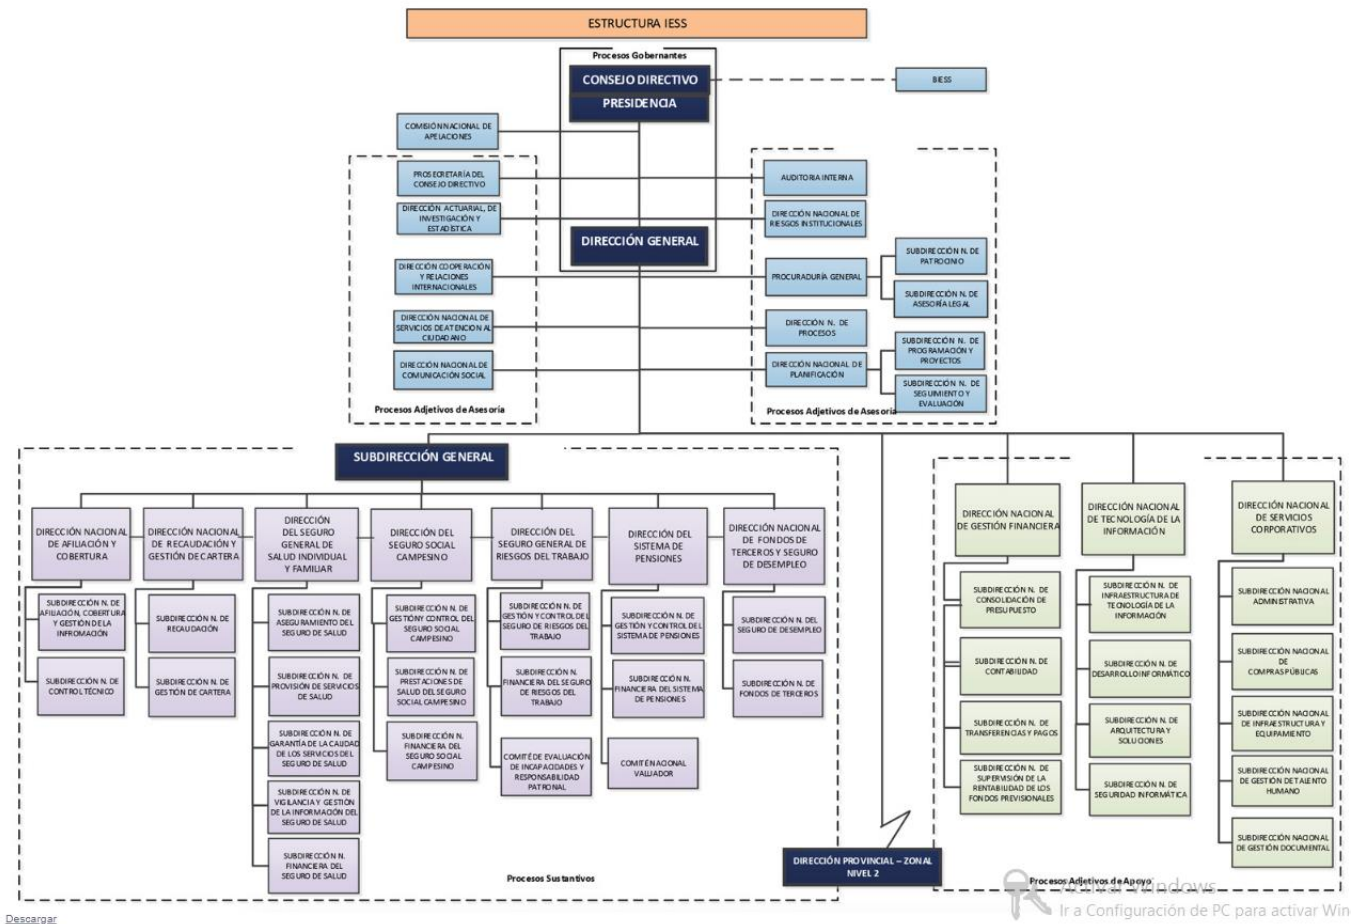 ESTRUCTURA IESS
Procesos Gobernantes
CONSEJO DIRECTIVO
PRESIDENCIA
BIESS
COMISIÓN NACIONAL DE
APELACIONES
PROSECRETARÍA DEL
CONSEJO DIRECTIVO
DIRECCIÓN ACTUARIAL, DE
INVESTIGACIÓN Y
ESTADÍSTICA
DIRECCIÓN COOPERACIÓN
Y RELACIONES
INTERNACIONALES
DIRECCIÓN NACIONAL DE
SERVICIOS DE ATENCION AL
CIUDADANO
DIRECCIÓN NACIONAL DE
COMUNICACIÓN SOCIAL
Procesos Adjetivos de Asesoría
DIRECCIÓN GENERAL
AUDITORIA INTERNA
DIRECCIÓN NACIONAL DE
RIESGOS INSTITUCIONALES
PROCURADURÍA GENERAL
SUBDIRECCIÓN N. DE
PATROCINIO
SUBDIRECCIÓN N. DE
ASESORÍA LEGAL
DIRECCIÓN N. DE
PROCESOS
DIRECCIÓN NACIONAL DE
PLANIFICACIÓN
SUBDIRECCIÓN N. DE
PROGRAMACIÓN Y
PROYECTOS
SUBDIRECCIÓN N. DE
SEGUIMIENTO Y
EVALUACIÓN
Procesos Adjetivos de Asesoría
SUBDIRECCIÓN GENERAL
DIRECCIÓN NACIONAL
DE AFILIACIÓN Y
COBERTURA
SUBDIRECCIÓN N. DE
AFILIACIÓN, COBERTURA
Y GESTIÓN DE LA
INFROMACIÓN
SUBDIRECCIÓN N. DE
CONTROL TÉCNICO
DIRECCIÓN NACIONAL
DE RECAUDACIÓN Y
GESTIÓN DE CARTERA
SUBDIRECCIÓN N. DE
RECAUDACIÓN
SUBDIRECCIÓN N. DE
GESTIÓN DE CARTERA
DIRECCIÓN
DEL SEGURO
GENERAL DE
SALUD INDIVIDUAL
Y FAMILIAR
SUBDIRECCIÓN N. DE
ASEGURAMIENTO DEL
SEGURO DE SALUD
SUBDIRECCIÓN N. DE
PROVISIÓN DE SERVICIOS
DE SALUD
SUBDIRECCIÓN N. DE
GARANTÍA DE LA CALIDAD
DE LOS SERVICIOS DEL
SEGURO DE SALUD
SUBDIRECCIÓN N. DE
VIGILANCIA Y GESTIÓN
DE LA INFORMACIÓN DEL
SEGURO DE SALUD
SUBDIRECCIÓN N.
FINANCIERA DEL
SEGURO DE SALUD
DIRECCIÓN DEL
SEGURO SOCIAL
CAMPESINO
SUBDIRECCIÓN N. DE
GESTIÓN Y CONTROL DEL
SEGURO SOCIAL
CAMPESINO
SUBDIRECCIÓN N. DE
PRESTACIONES DE
SALUD DEL SEGURO
SOCIAL CAMPESINO
SUBDIRECCIÓN N.
FINANCIERA DEL
SEGURO SOCIAL
CAMPESINO
DIRECCIÓN DEL
SEGURO GENERAL DE
RIESGOS DEL TRABAJO
SUBDIRECCIÓN N. DE
GESTIÓN Y CONTROL DEL
SEGURO DE RIESGOS DEL
TRABAJO
SUBDIRECCIÓN N.
FINANCIERA DEL SEGURO
DE RIESGOS DEL
TRABAJO
COMITÉ DE EVALUACIÓN
DE INCAPACIDADES Y
RESPONSABILIDAD
PATRONAL
DIRECCIÓN DEL
SISTEMA DE
PENSIONES
SUBDIRECCIÓN N. DE
GESTIÓN Y CONTROL DEL
SISTEMA DE PENSIONES
SUBDIRECCIÓN N.
FINANCIERA DEL SISTEMA
DE PENSIONES
COMITÉ NACIONAL
VALUADOR
DIRECCIÓN NACIONAL
DE FONDOS DE
TERCEROS Y SEGURO
DE DESEMPLEO
SUBDIRECCIÓN N. DEL
SEGURO DE DESEMPLEO
SUBDIRECCIÓN N. DE
FONDOS DE TERCEROS
Procesos Sustantivos
DIRECCIÓN PROVINCIAL – ZONAL
NIVEL 2
DIRECCIÓN NACIONAL
DE GESTIÓN FINANCIERA
SUBDIRECCIÓN N. DE
CONSOLIDACIÓN DE
PRESUPUESTO
SUBDIRECCIÓN N. DE
CONTABILIDAD
SUBDIRECCIÓN N. DE
TRANSFERENCIAS Y PAGOS
SUBDIRECCIÓN N. DE
SUPERVISIÓN DE LA
RENTABILIDAD DE LOS
FONDOS PREVISIONALES
DIRECCIÓN NACIONAL
DE TECNOLOGÍA DE LA
INFORMACIÓN
SUBDIRECCIÓN N. DE
INFRAESTRUCTURA DE
TECNOLOGÍA DE LA
INFORMACIÓN
SUBDIRECCIÓN N. DE
DESARROLLO INFORMÁTICO
SUBDIRECCIÓN N. DE
ARQUITECTURA Y
SOLUCIONES
SUBDIRECCIÓN N. DE
SEGURIDAD INFORMÁTICA
DIRECCIÓN NACIONAL
DE SERVICIOS
CORPORATIVOS
SUBDIRECCIÓN NACIONAL
ADMINISTRATIVA
SUBDIRECCIÓN NACIONAL
DE
COMPRAS PÚBLICAS
SUBDIRECCIÓN NACIONAL
DE INFRAESTRUCTURA Y
EQUIPAMIENTO
SUBDIRECCIÓN NACIONAL
DE GESTIÓN DE TALENTO
HUMANO
SUBDIRECCIÓN NACIONAL
DE GESTIÓN DOCUMENTAL
Procesos Adjetivos de Apoyo
Activar Windows
Ir a Configuración de PC para activar Win
Descargar